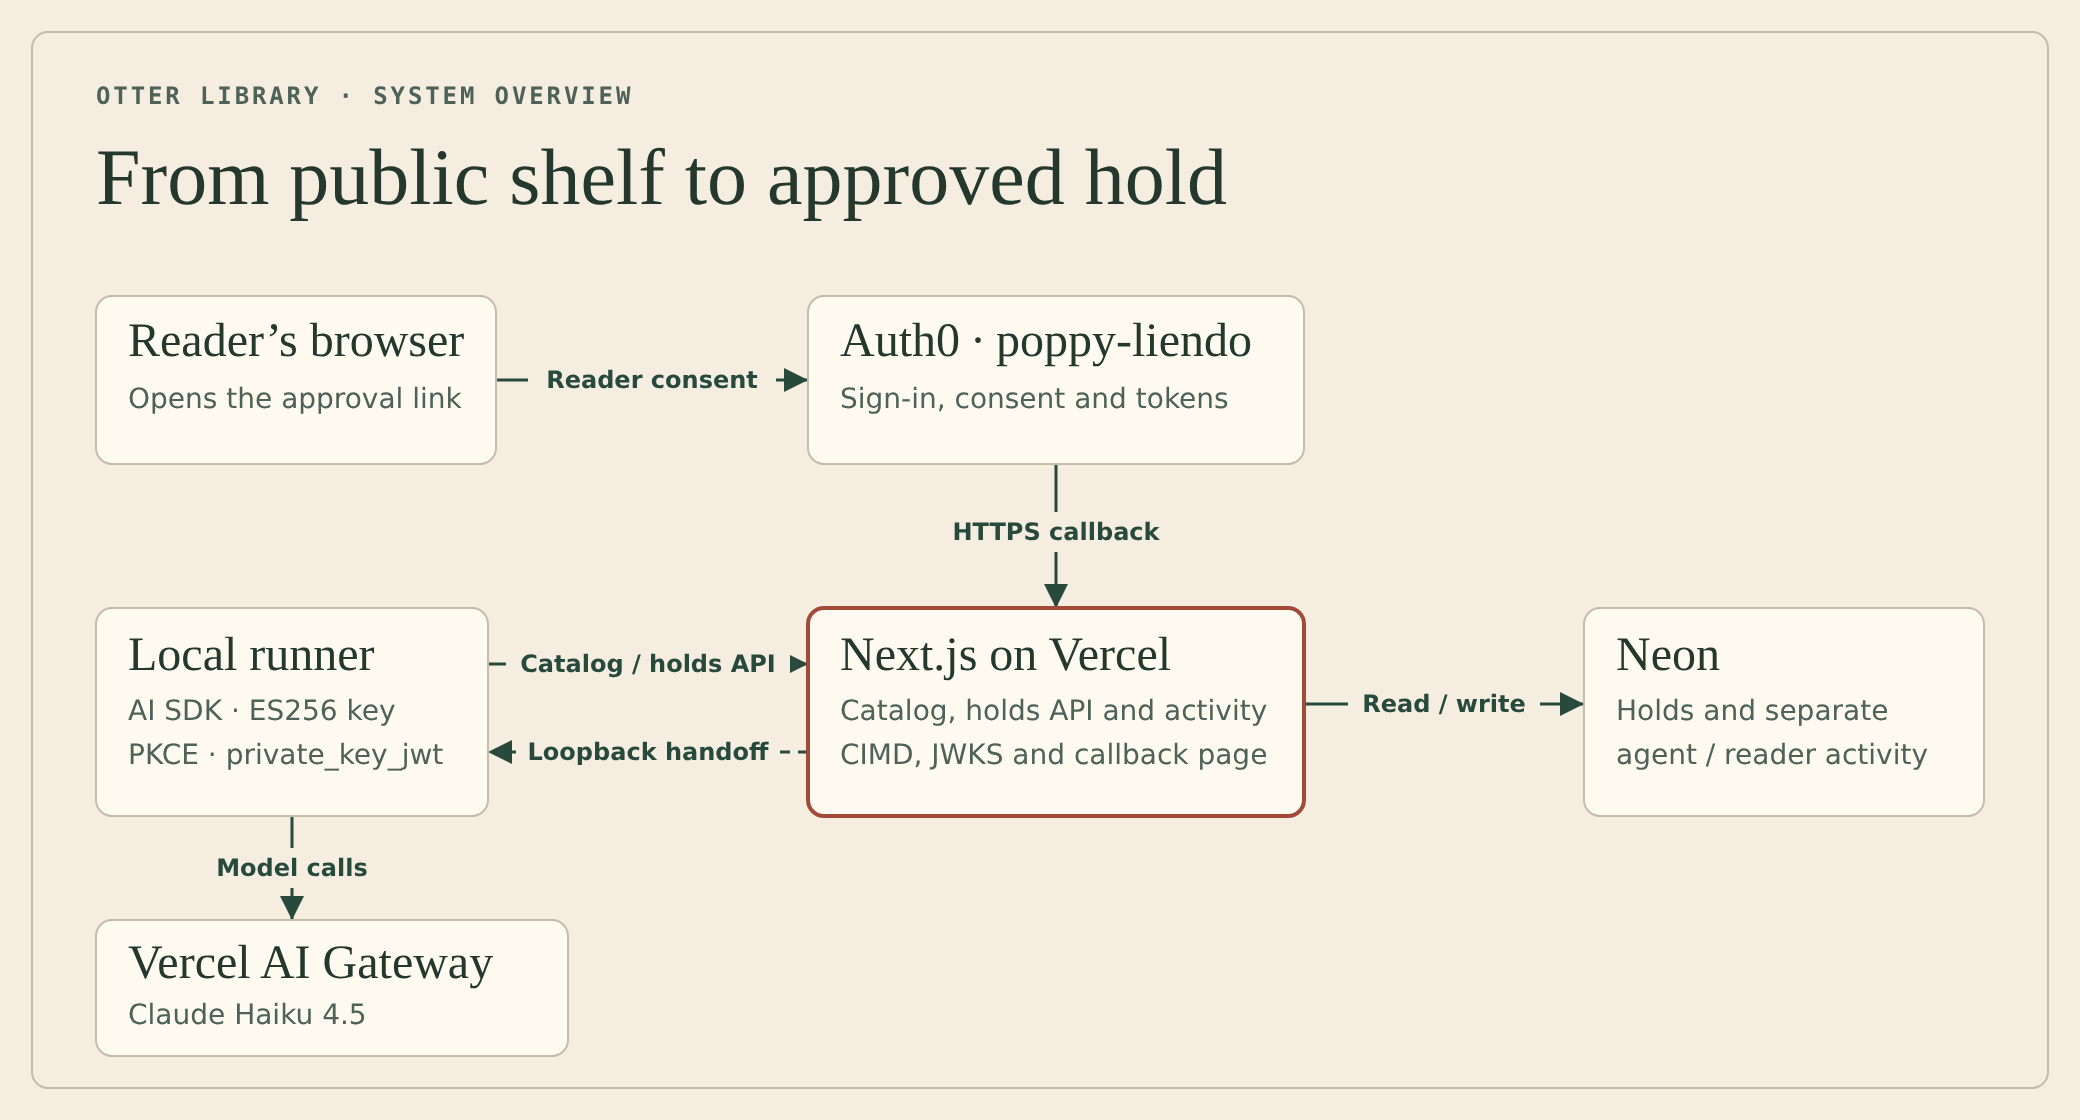 OTTER LIBRARY · SYSTEM OVERVIEW
From public shelf to approved hold
Reader’s browser
Opens the approval link
Reader consent
Auth0 · poppy-liendo
Sign-in, consent and tokens
HTTPS callback
Local runner
AI SDK · ES256 key
PKCE · private_key_jwt
Catalog / holds API
Loopback handoff
Next.js on Vercel
Catalog, holds API and activity
CIMD, JWKS and callback page
Read / write
Neon
Holds and separate
agent / reader activity
Model calls
Vercel AI Gateway
Claude Haiku 4.5